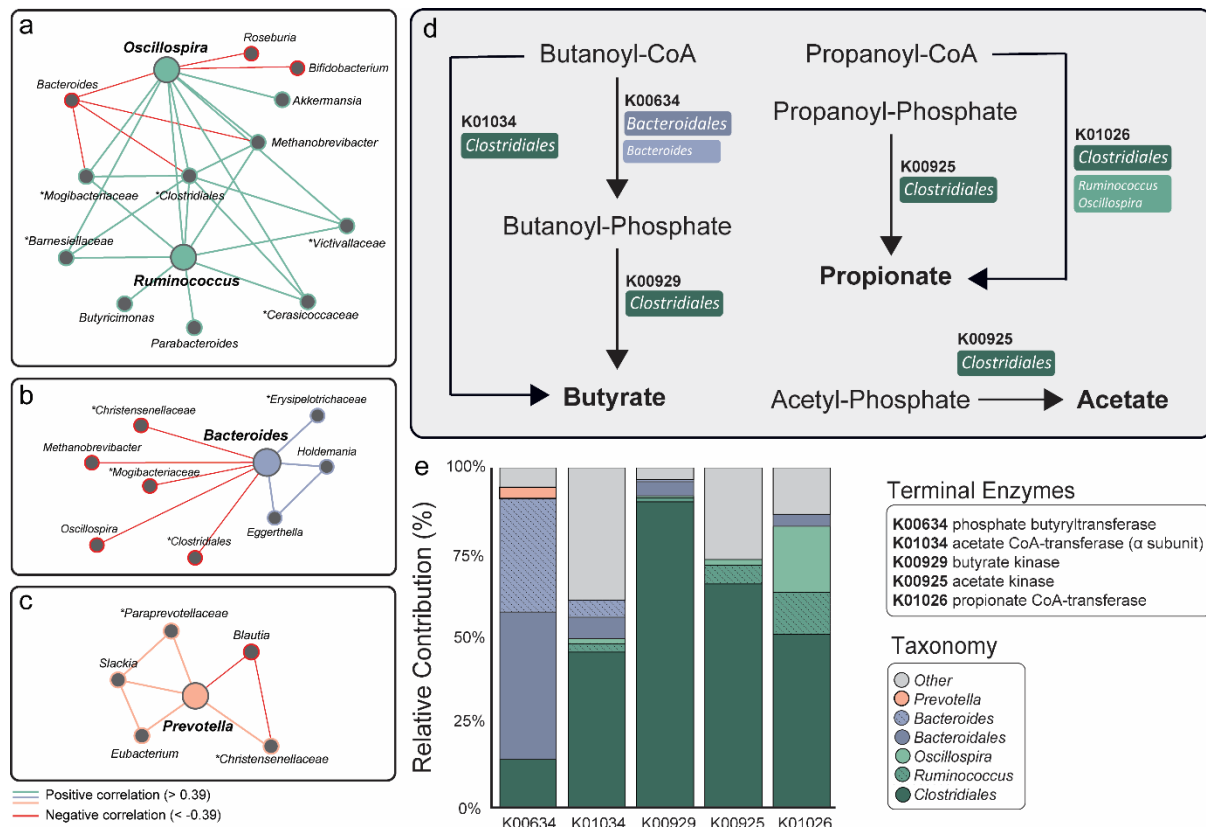 a
Oscillospira
Roseburia
Bifidobacterium
Bacteroides
Akkermansia
Methanobrevibacter
*Mogibacteriaceae
*Clostridiales
*Barnesiellaceae
*Victivallaceae
Ruminococcus
Butyricimonas
*Cerasicoccaceae
Parabacteroides
b
*Erysipelotrichaceae
*Christensenellaceae
Bacteroides
Methanobrevibacter
Holdemania
*Mogibacteriaceae
Oscillospira
Eggerthella
*Clostridiales
c
*Paraprevotellaceae
Blautia
Slackia
Prevotella
Eubacterium
*Christensenellaceae
Positive correlation (> 0.39)
Negative correlation (< -0.39)
d
Butanoyl-CoA
Propanoyl-CoA
K00634
Bacteroidales
Bacteroides
K01034
Clostridiales
Propanoyl-Phosphate
K01026
Clostridiales
Ruminococcus
Oscillospira
K00925
Clostridiales
Butanoyl-Phosphate
Propionate
K00929
Clostridiales
K00925
Clostridiales
Butyrate
Acetyl-Phosphate
Acetate
e
Relative Contribution (%)
100%
75%
50%
25%
0%
K00634
K01034
K00929
K00925
K01026
Terminal Enzymes
K00634 phosphate butyryltransferase
K01034 acetate CoA-transferase (α subunit)
K00929 butyrate kinase
K00925 acetate kinase
K01026 propionate CoA-transferase
Taxonomy
Other
Prevotella
Bacteroides
Bacteroidales
Oscillospira
Ruminococcus
Clostridiales